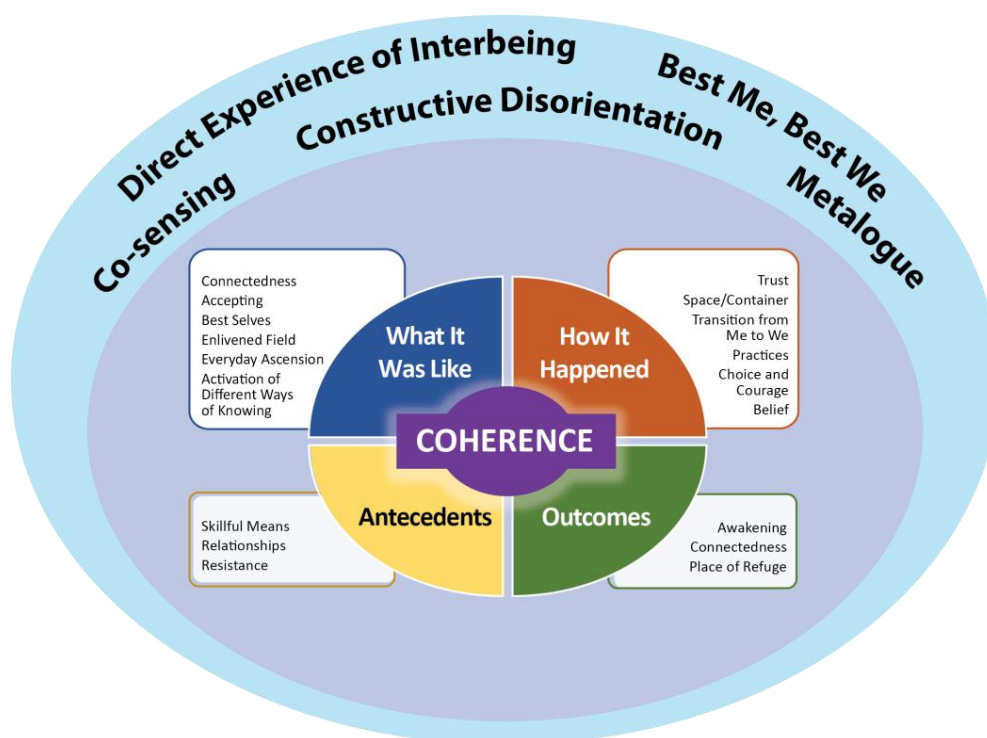 Direct Experience of Interbeing
Best Me, Best We
Co-sensing
Constructive Disorientation
Metalogue
Connectedness
Accepting
Best Selves
Enlivened Field
Everyday Ascension
Activation of
Different Ways
of Knowing
What It
Was Like
How It
Happened
Trust
Space/Container
Transition from
Me to We
Practices
Choice and
Courage
Belief
COHERENCE
Skillful Means
Relationships
Resistance
Antecedents
Outcomes
Awakening
Connectedness
Place of Refuge